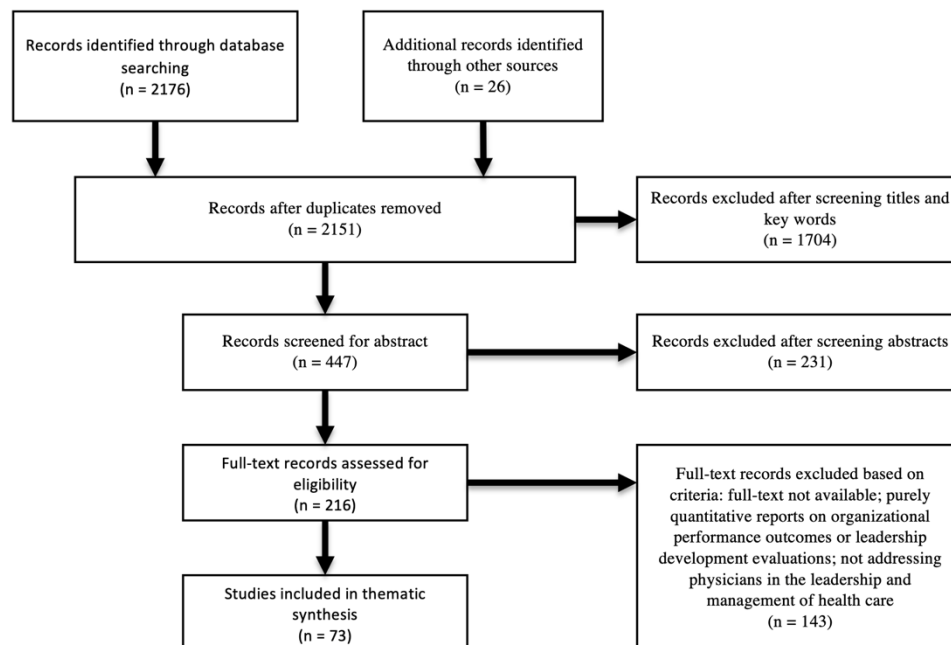 Records identified through database
searching
(n = 2176)
Additional records identified
through other sources
(n = 26)
Records after duplicates removed
(n = 2151)
Records excluded after screening titles and
key words
(n = 1704)
Records screened for abstract
(n = 447)
Records excluded after screening abstracts
(n = 231)
Full-text records assessed for
eligibility
(n = 216)
Full-text records excluded based on
criteria: full-text not available; purely
quantitative reports on organizational
performance outcomes or leadership
development evaluations; not addressing
physicians in the leadership and
management of health care
(n = 143)
Studies included in thematic
synthesis
(n = 73)